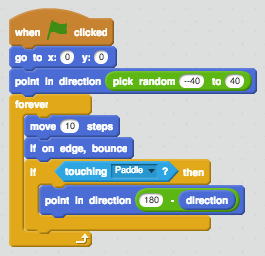 when clicked
go to x: 0 y: 0
point in direction pick random --40 to 40
forever
move 10 steps
if on edge, bounce
if touching Paddle ? then
point in direction 180 - direction